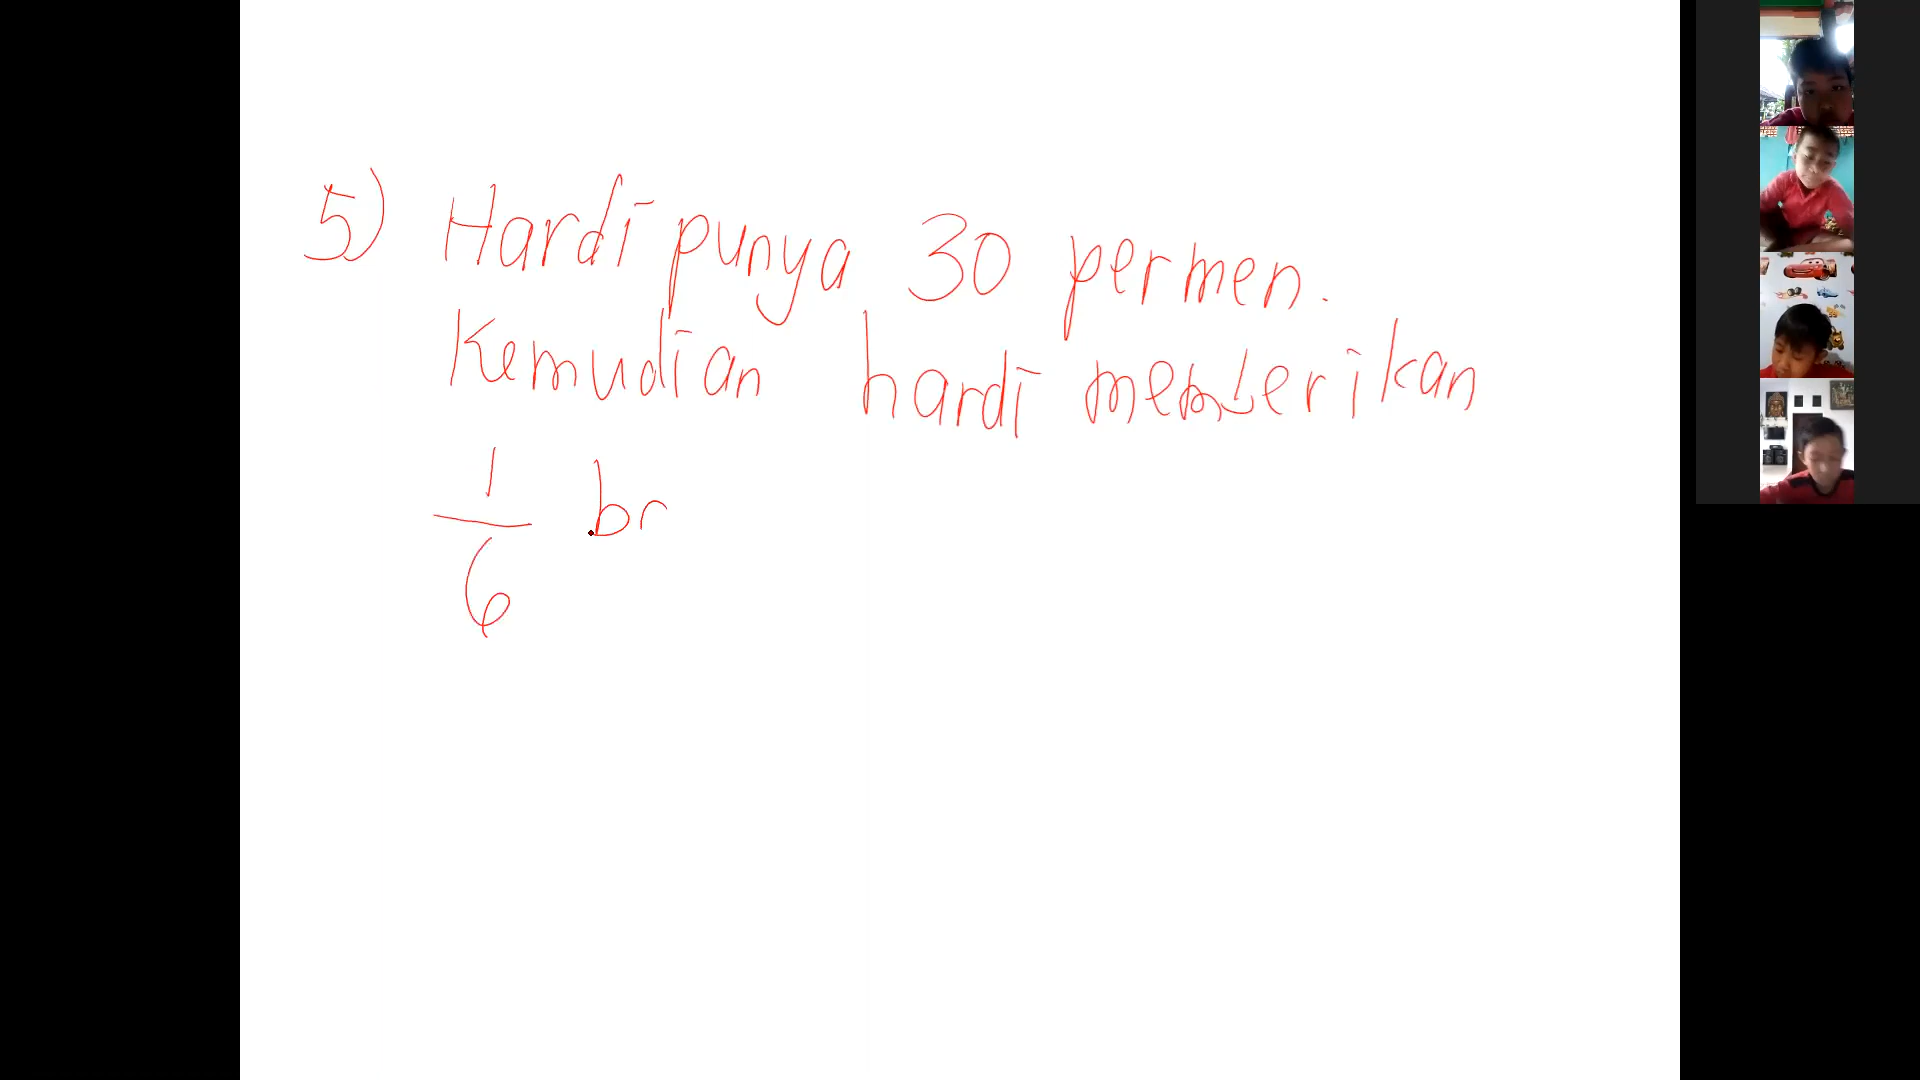 5) Hardi punya 30 permen.
Kemudian hardi memberikan
1/6 br